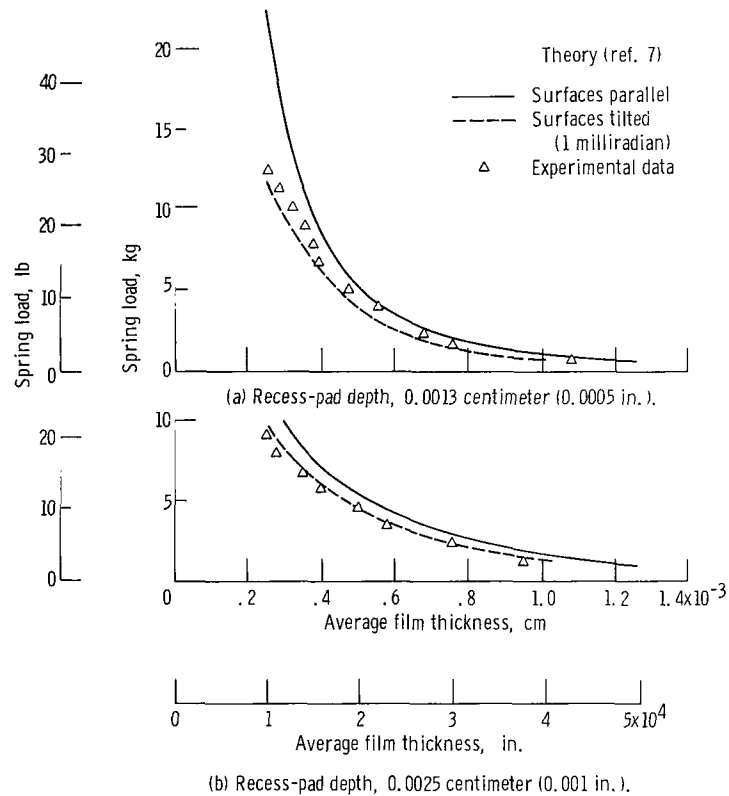 Theory (ref. 7)
Surfaces parallel
Surfaces tilted
(1 milliradian)
Experimental data
Spring load, lb
40
30
20
10
0
Spring load, kg
20
15
10
5
0
(a) Recess-pad depth, 0.0013 centimeter (0.0005 in.).
20
10
0
10
5
0 .2 .4 .6 .8 1.0 1.2 1.4x10-3
Average film thickness, cm
0 1 2 3 4 5x104
Average film thickness, in.
(b) Recess-pad depth, 0.0025 centimeter (0.001 in.).